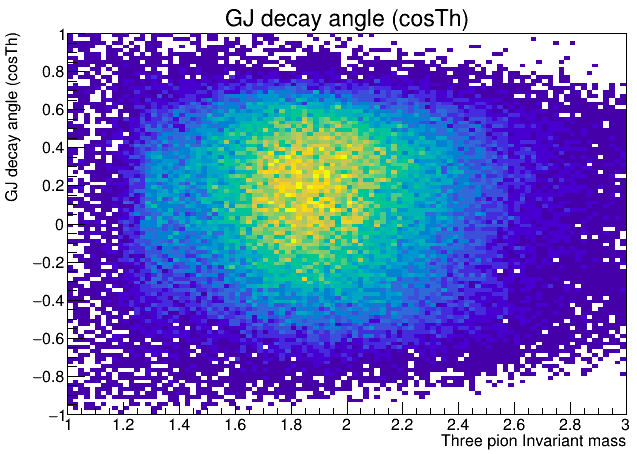 GJ decay angle (cosTh)
GJ decay angle (cosTh)
1
0.8
0.6
0.4
0.2
0
−0.2
−0.4
−0.6
−0.8
−1
1 1.2 1.4 1.6 1.8 2 2.2 2.4 2.6 2.8 3
Three pion Invariant mass